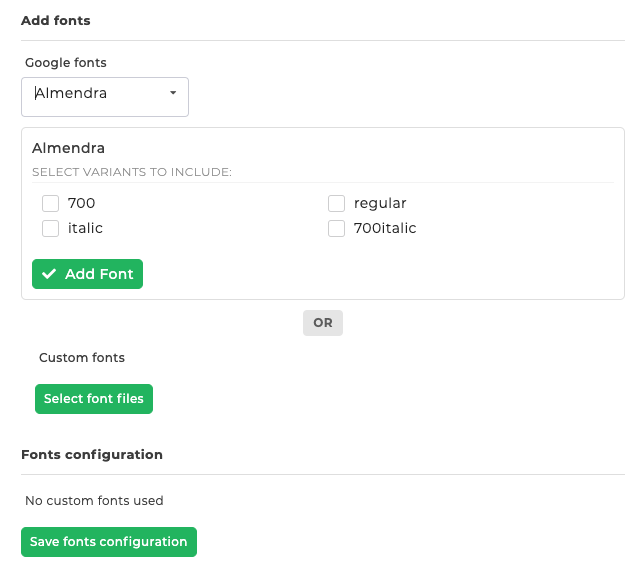 Add fonts
Google fonts
Almendra
Almendra
SELECT VARIANTS TO INCLUDE:
700 regular
italic 700italic
Add Font
OR
Custom fonts
Select font files
Fonts configuration
No custom fonts used
Save fonts configuration